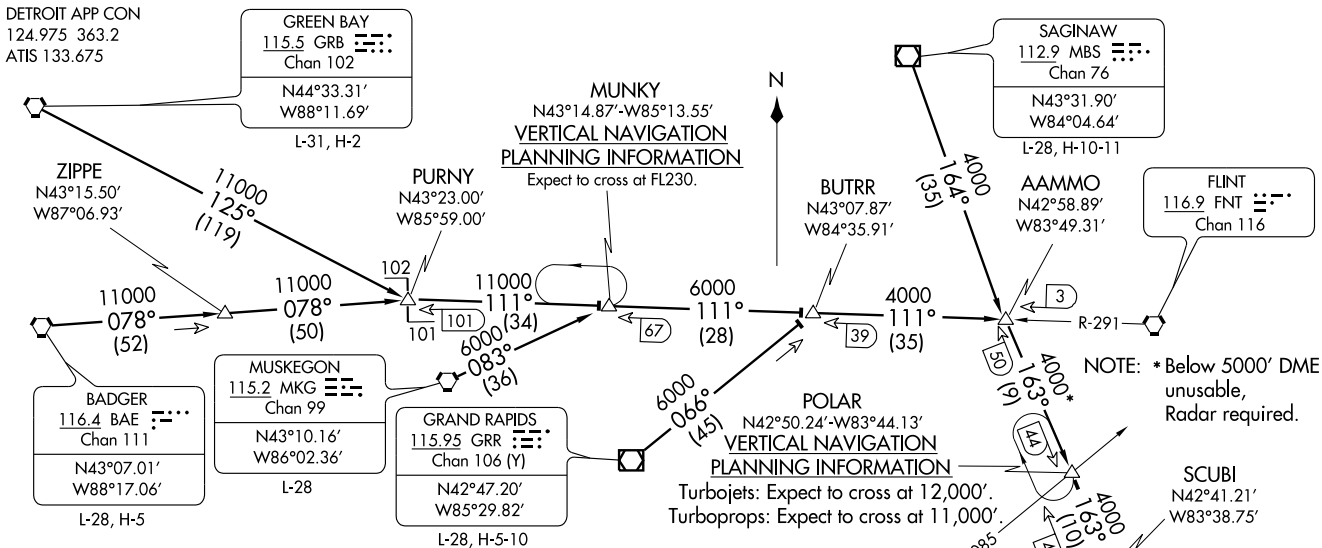 DETROIT APP CON
124.975 363.2
ATIS 133.675
GREEN BAY
115.5 GRB
Chan 102
N44°33.31'
W88°11.69'
L-31, H-2
SAGINAW
112.9 MBS
Chan 76
N43°31.90'
W84°04.64'
L-28, H-10-11
MUNKY
N43°14.87'-W85°13.55'
VERTICAL NAVIGATION
PLANNING INFORMATION
Expect to cross at FL230.
N
ZIPPE
N43°15.50'
W87°06.93'
11000
125°
(119)
PURNY
N43°23.00'
W85°59.00'
BUTRR
N43°07.87'
W84°35.91'
4000
164°
(35)
AAMMO
N42°58.89'
W83°49.31'
FLINT
116.9 FNT
Chan 116
11000
078°
(52)
11000
078°
(50)
102
101
101
11000
111°
(34)
67
6000
111°
(28)
39
4000
111°
(35)
3
R-291
6000
083°
(36)
MUSKEGON
115.2 MKG
Chan 99
N43°10.16'
W86°02.36'
L-28
BADGER
116.4 BAE
Chan 111
N43°07.01'
W88°17.06'
L-28, H-5
GRAND RAPIDS
115.95 GRR
Chan 106 (Y)
N42°47.20'
W85°29.82'
L-28, H-5-10
6000
066°
(45)
50
4000*
163°
(9)
NOTE: *Below 5000' DME
unusable,
Radar required.
POLAR
N42°50.24'-W83°44.13'
VERTICAL NAVIGATION
PLANNING INFORMATION
Turbojets: Expect to cross at 12,000'.
Turboprops: Expect to cross at 11,000'.
44
4000
163°
(10)
SCUBI
N42°41.21'
W83°38.75'